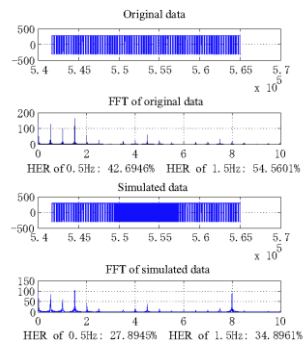 Original data
500
0
-500
5. 4 5. 45 5. 5 5. 55 5. 6 5. 65 5. 7
x 10^5
FFT of original data
200
100
0
0 2 4 6 8 10
HER of 0.5Hz: 42.6946% HER of 1.5Hz: 54.5601%
Simulated data
500
0
-500
5. 4 5. 45 5. 5 5. 55 5. 6 5. 65 5. 7
x 10^5
FFT of simulated data
150
100
50
0
0 2 4 6 8 10
HER of 0.5Hz: 27.8945% HER of 1.5Hz: 34.8961%